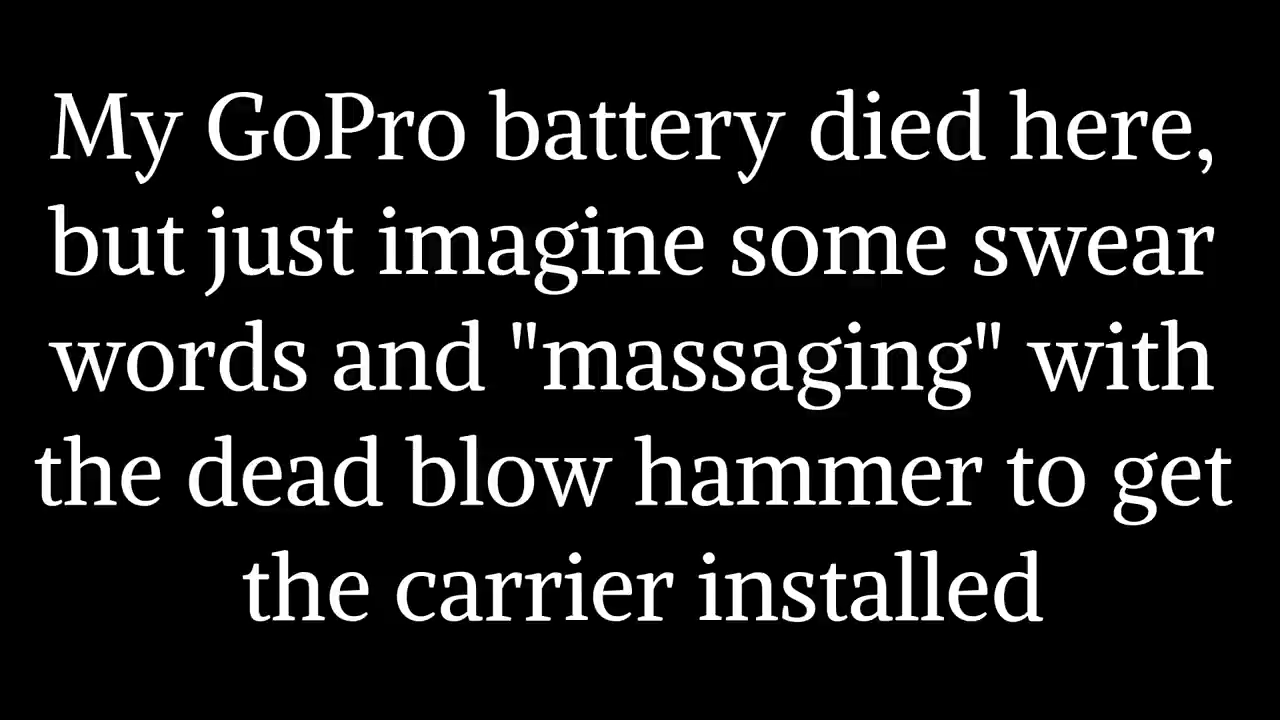 My GoPro battery died here,
but just imagine some swear
words and "massaging" with
the dead blow hammer to get
the carrier installed